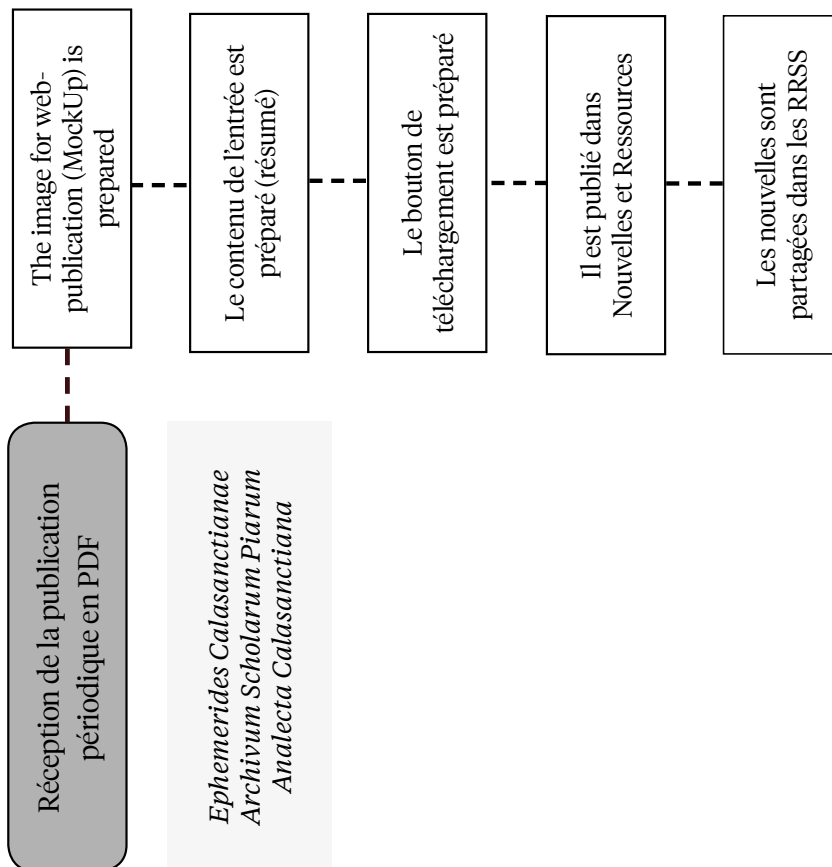 Réception de la publication
périodique en PDF
Ephemerides Calasanctianae
Archivum Scholarum Piarum
Analecta Calasanctiana
The image for web-
publication (MockUp) is
prepared
Le contenu de l'entrée est
préparé (résumé)
Le bouton de
téléchargement est préparé
Il est publié dans
Nouvelles et Ressources
Les nouvelles sont
partagées dans les RRSS